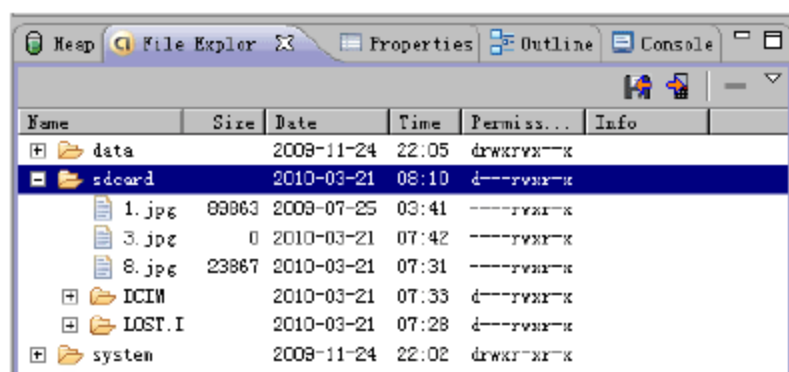 Heap File Explor Properties Outline Console
Name Size Date Time Permiss... Info
data 2009-11-24 22:05 drwxrwx--x
sdcard 2010-03-21 08:10 d---rwxr-x
1.jpg 89863 2009-07-25 03:41 ----rwxr-x
3.jpg 0 2010-03-21 07:42 ----rwxr-x
8.jpg 23867 2010-03-21 07:31 ----rwxr-x
DCIM 2010-03-21 07:33 d---rwxr-x
LOST.I 2010-03-21 07:28 d---rwxr-x
system 2009-11-24 22:02 drwxr-xr-x